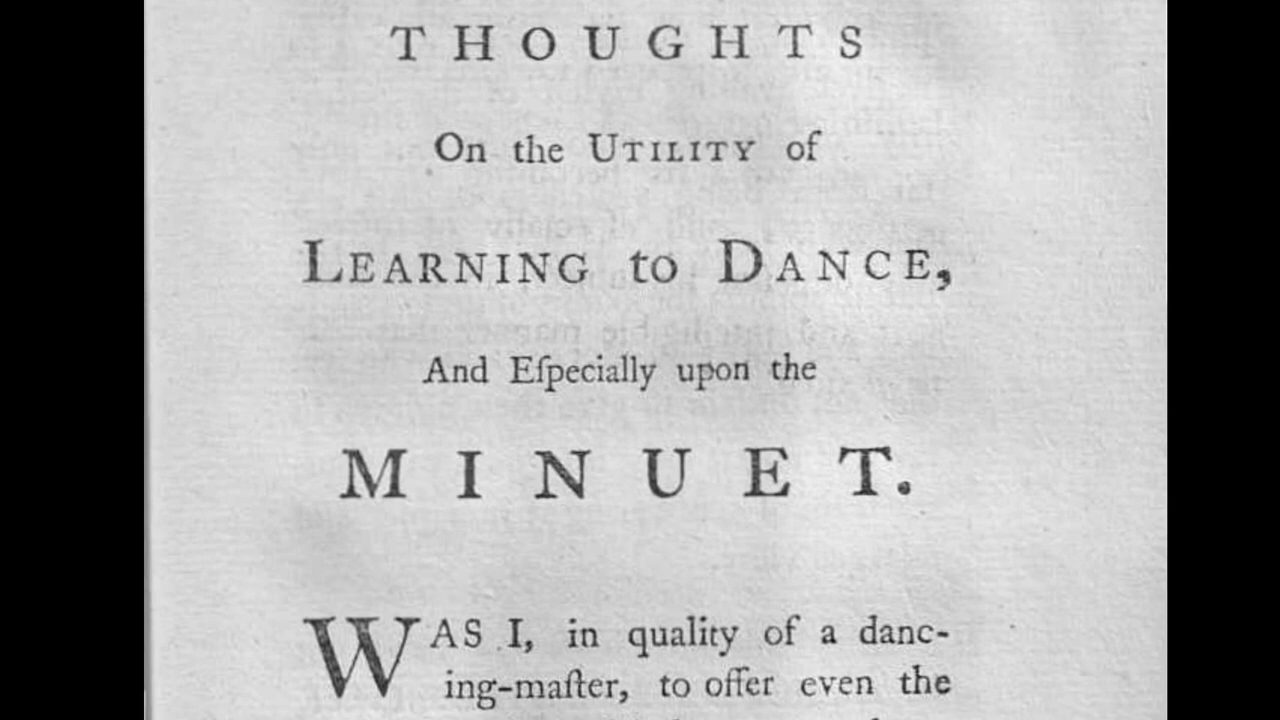 THOUGHTS
On the UTILITY of
LEARNING to DANCE,
And Eſpecially upon the
MINUET.
WAS I, in quality of a danc-
ing-maſter, to offer even the